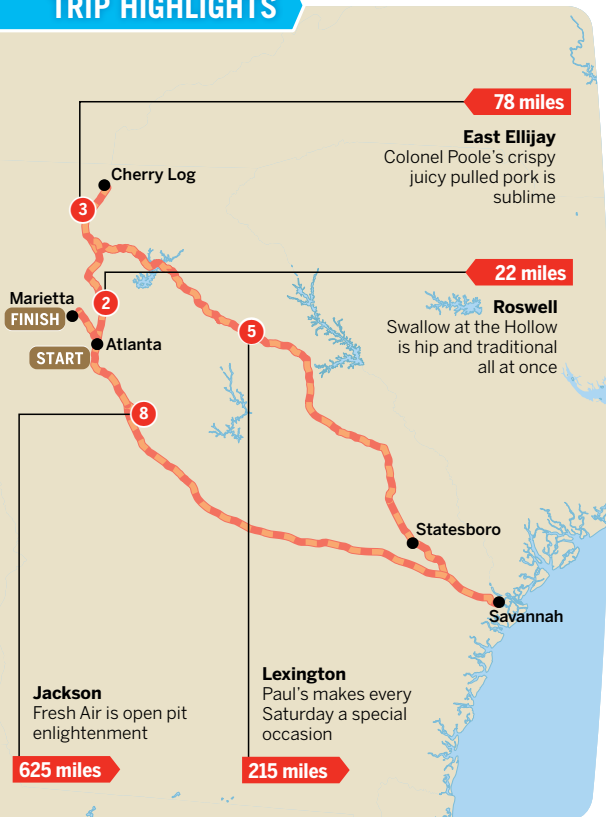 TRIP HIGHLIGHTS
78 miles
East Ellijay
Colonel Poole's crispy
juicy pulled pork is
sublime
Cherry Log
3
22 miles
Roswell
Swallow at the Hollow
is hip and traditional
all at once
Marietta
FINISH
2
5
Atlanta
START
8
Statesboro
Savannah
Jackson
Fresh Air is open pit
enlightenment
625 miles
Lexington
Paul's makes every
Saturday a special
occasion
215 miles